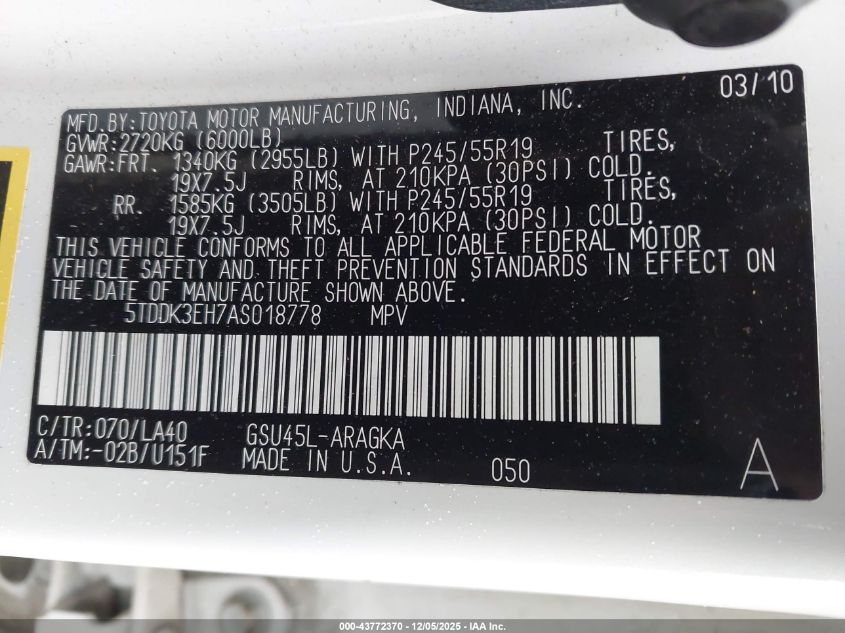 03/10
MFD.BY:TOYOTA MOTOR MANUFACTURING, INDIANA, INC.
GVWR:2720KG (6000LB)
GAWR:FRT. 1340KG (2955LB) WITH P245/55R19 TIRES,
19X7.5J RIMS, AT 210KPA (30PSI) COLD.
RR. 1585KG (3505LB) WITH P245/55R19 TIRES,
19X7.5J RIMS, AT 210KPA (30PSI) COLD.
THIS VEHICLE CONFORMS TO ALL APPLICABLE FEDERAL MOTOR
VEHICLE SAFETY AND THEFT PREVENTION STANDARDS IN EFFECT ON
THE DATE OF MANUFACTURE SHOWN ABOVE.
5TDDK3EH7AS018778 MPV
C/TR:070/LA40 GSU45L-ARAGKA
A/TM:-02B/U151F MADE IN U.S.A. 050 A
000-43772370 • 12/05/2025 • IAA Inc.